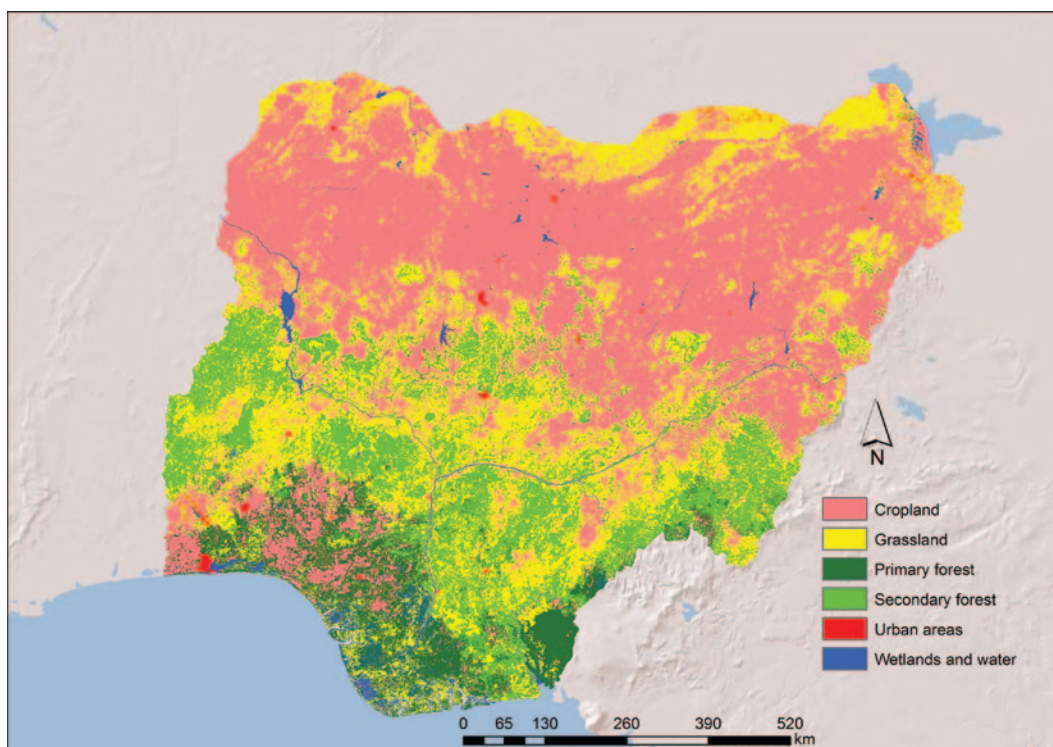 N
Cropland
Grassland
Primary forest
Secondary forest
Urban areas
Wetlands and water
0 65 130 260 390 520
km